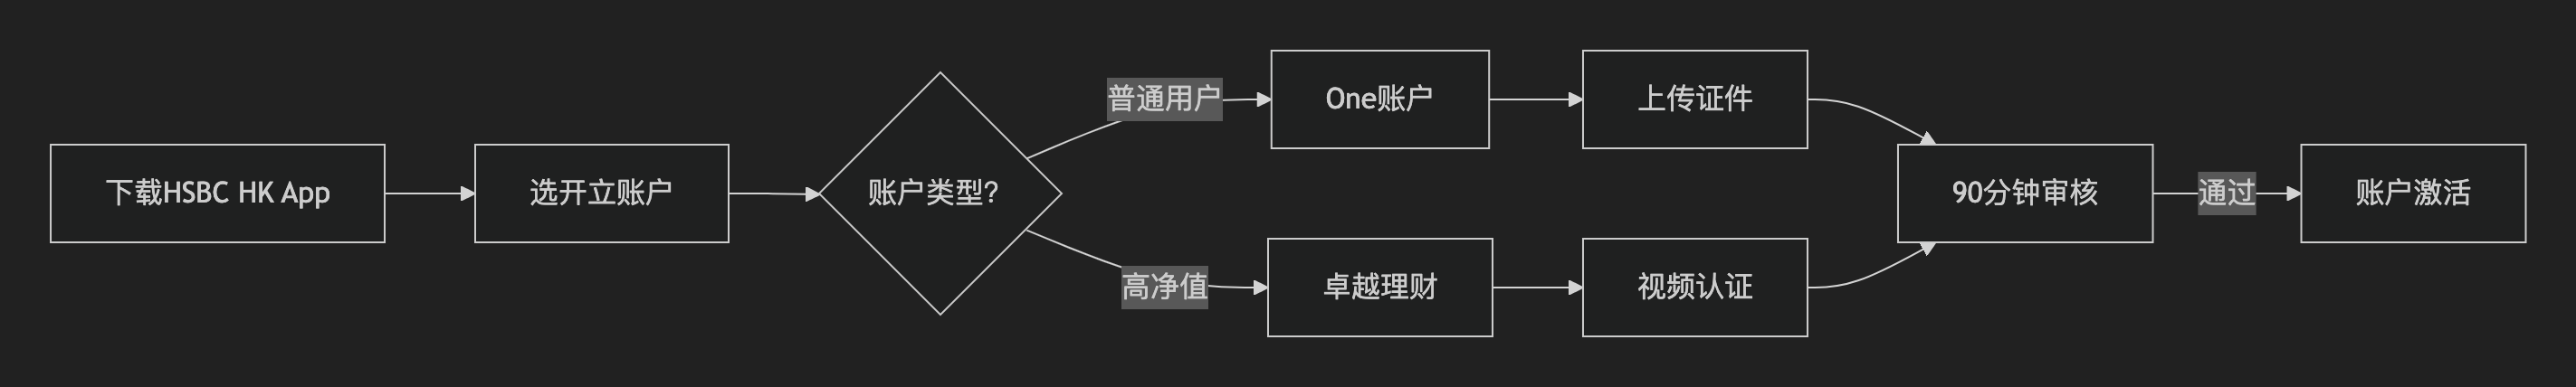 下载HSBC HK App
选开立账户
账户类型?
普通用户
One账户
上传证件
高净值
卓越理财
视频认证
90分钟审核
通过
账户激活